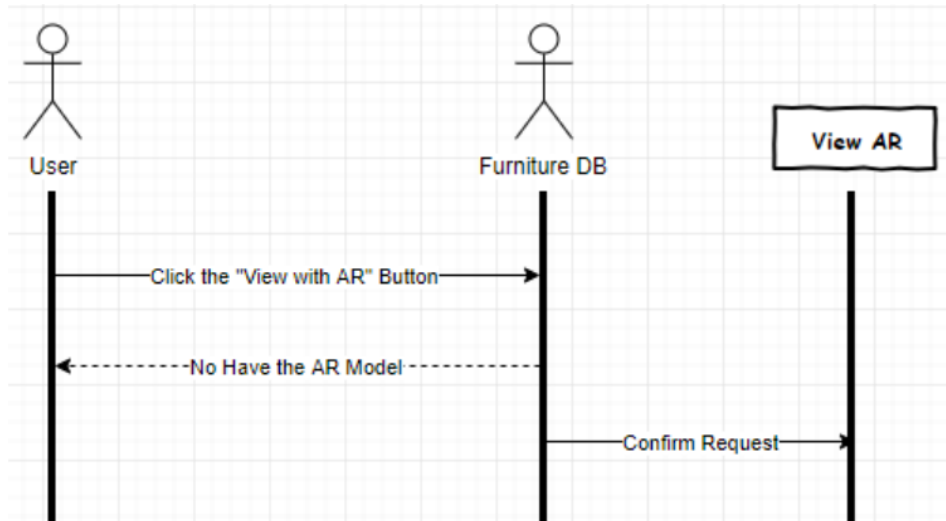 View AR
User
Furniture DB
Click the "View with AR" Button
No Have the AR Model
Confirm Request